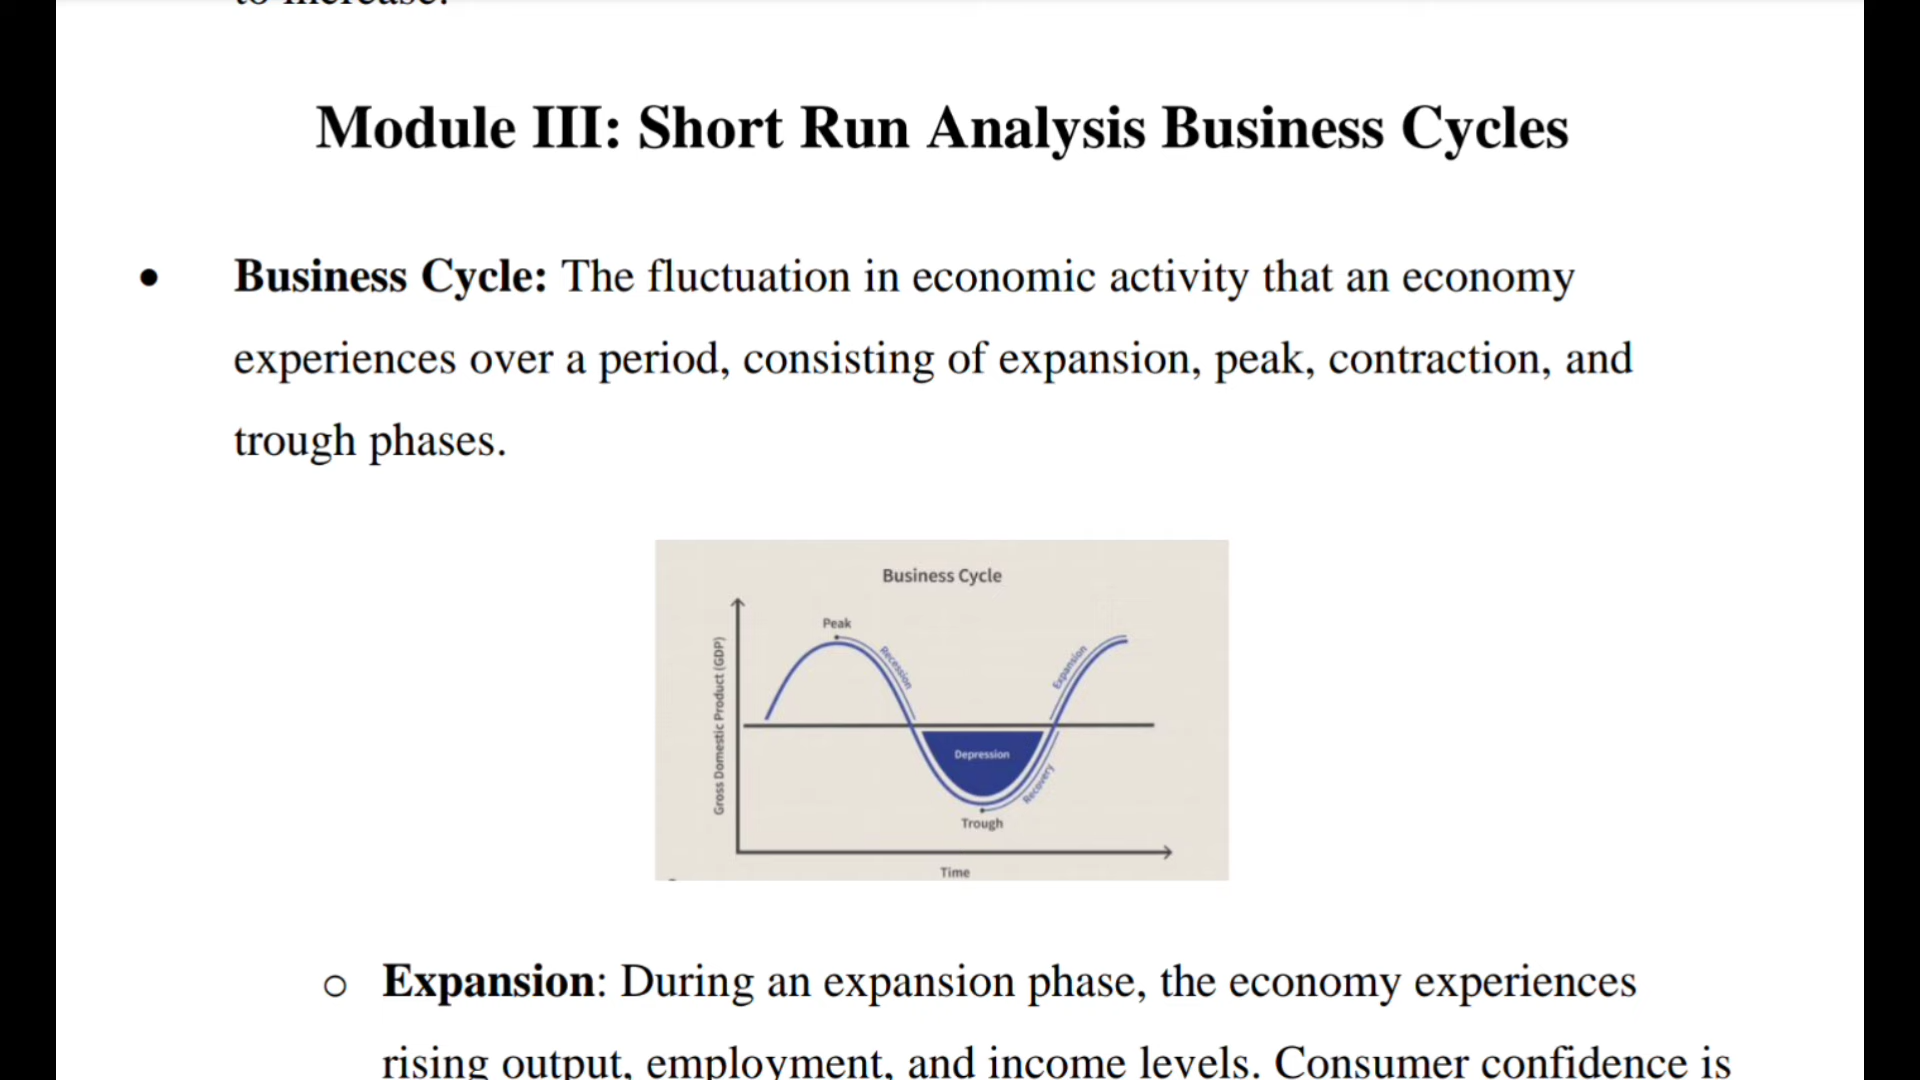 to increase.
Module III: Short Run Analysis Business Cycles
• Business Cycle: The fluctuation in economic activity that an economy
experiences over a period, consisting of expansion, peak, contraction, and
trough phases.
Business Cycle
Peak
Recession
Expansion
Gross Domestic Product (GDP)
Depression
Recovery
Trough
Time
o Expansion: During an expansion phase, the economy experiences
rising output, employment, and income levels. Consumer confidence is